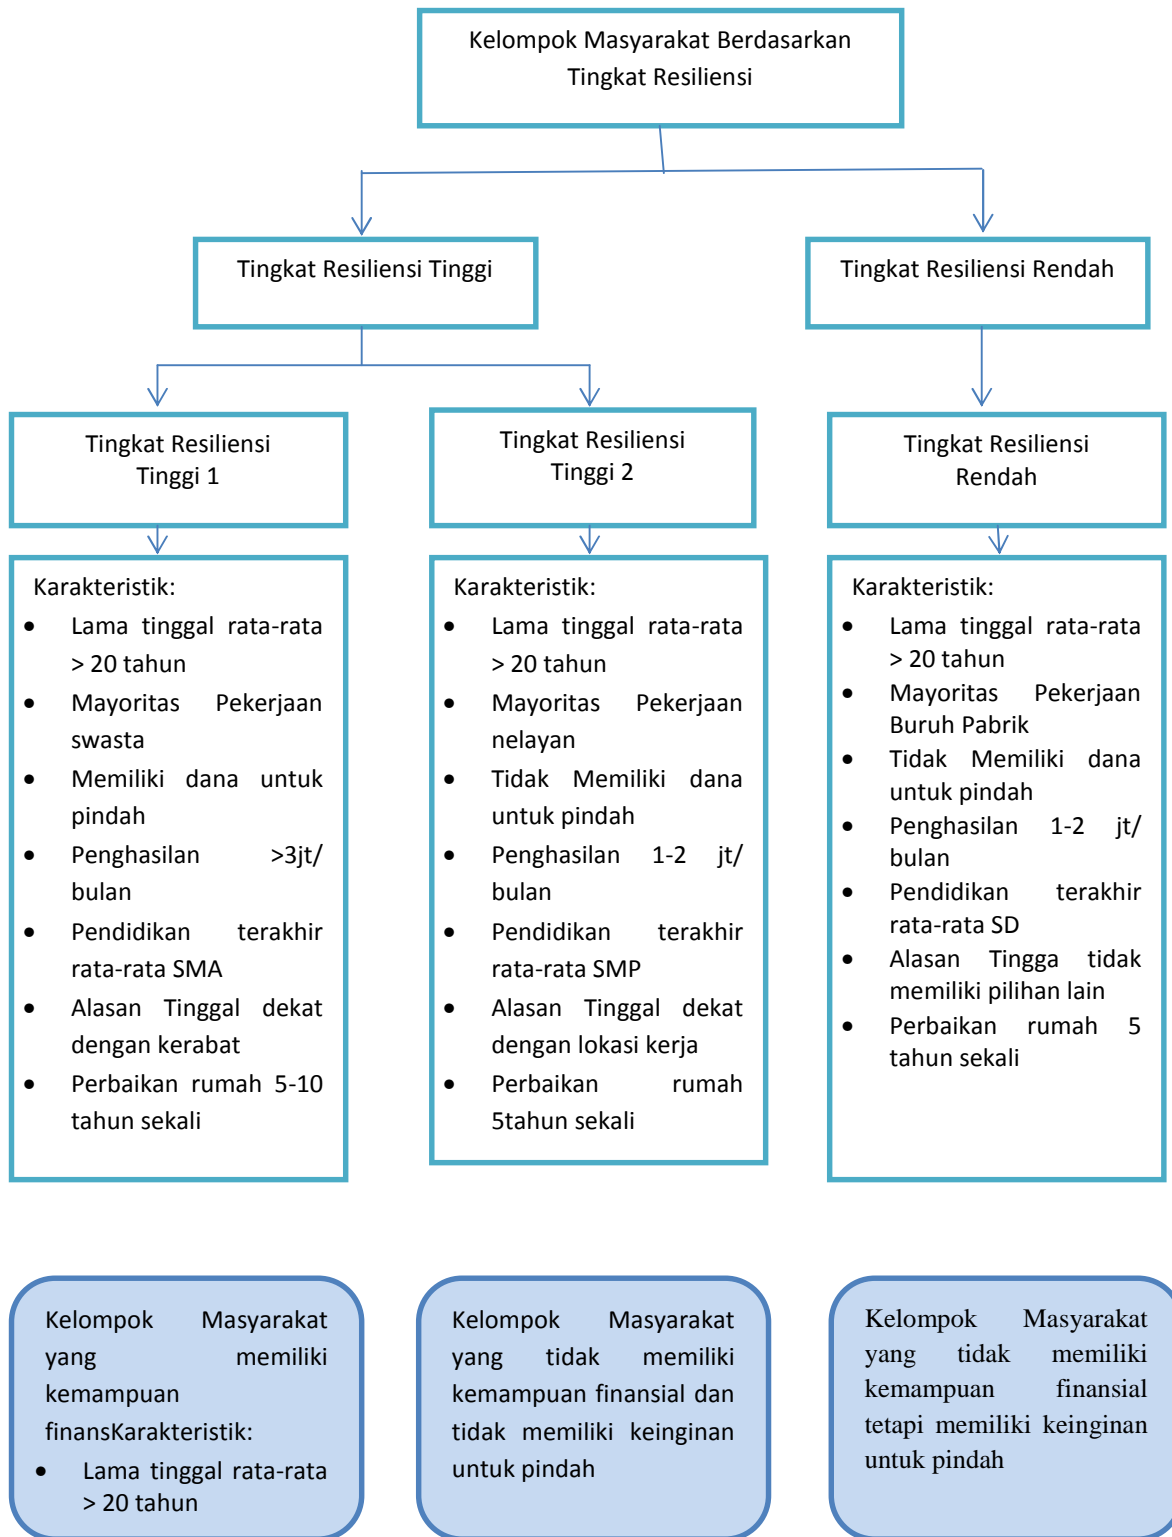 Kelompok Masyarakat Berdasarkan
Tingkat Resiliensi
Tingkat Resiliensi Tinggi
Tingkat Resiliensi Rendah
Tingkat Resiliensi
Tinggi 1
Tingkat Resiliensi
Tinggi 2
Tingkat Resiliensi
Rendah
Karakteristik:
• Lama tinggal rata-rata
> 20 tahun
• Mayoritas Pekerjaan
swasta
• Memiliki dana untuk
pindah
• Penghasilan >3jt/
bulan
• Pendidikan terakhir
rata-rata SMA
• Alasan Tinggal dekat
dengan kerabat
• Perbaikan rumah 5-10
tahun sekali
Karakteristik:
• Lama tinggal rata-rata
> 20 tahun
• Mayoritas Pekerjaan
nelayan
• Tidak Memiliki dana
untuk pindah
• Penghasilan 1-2 jt/
bulan
• Pendidikan terakhir
rata-rata SMP
• Alasan Tinggal dekat
dengan lokasi kerja
• Perbaikan rumah
5tahun sekali
Karakteristik:
• Lama tinggal rata-rata
> 20 tahun
• Mayoritas Pekerjaan
Buruh Pabrik
• Tidak Memiliki dana
untuk pindah
• Penghasilan 1-2 jt/
bulan
• Pendidikan terakhir
rata-rata SD
• Alasan Tingga tidak
memiliki pilihan lain
• Perbaikan rumah 5
tahun sekali
Kelompok Masyarakat
yang memiliki
kemampuan
finansKarakteristik:
• Lama tinggal rata-rata
> 20 tahun
Kelompok Masyarakat
yang tidak memiliki
kemampuan finansial dan
tidak memiliki keinginan
untuk pindah
Kelompok Masyarakat
yang tidak memiliki
kemampuan finansial
tetapi memiliki keinginan
untuk pindah